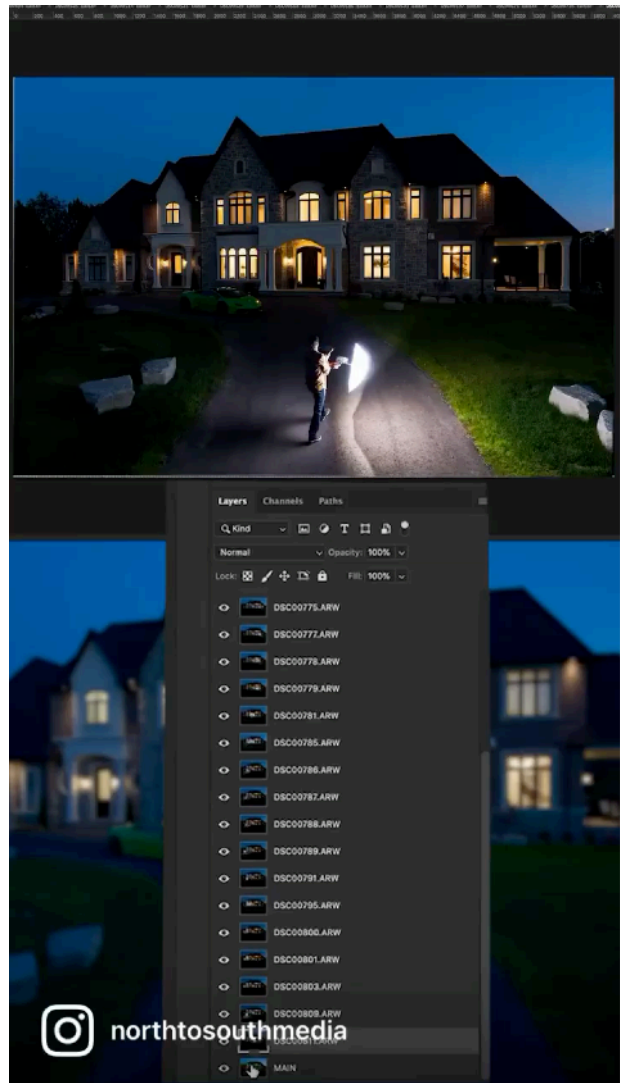 Layers Channels Paths
Kind
Normal Opacity: 100%
Lock: Fill: 100%
DSC00775.ARW
DSC00777.ARW
DSC00778.ARW
DSC00779.ARW
DSC00781.ARW
DSC00785.ARW
DSC00786.ARW
DSC00787.ARW
DSC00788.ARW
DSC00789.ARW
DSC00791.ARW
DSC00795.ARW
DSC00800.ARW
DSC00801.ARW
DSC00803.ARW
DSC00809.ARW
northtosouthmedia
MAIN